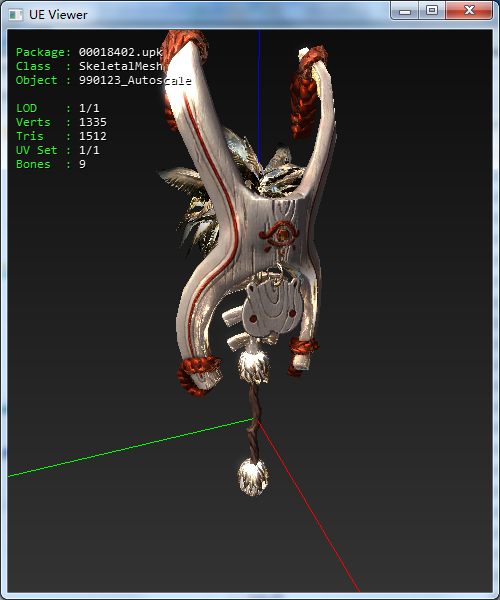 UE Viewer
Package: 00018402.upk
Class : SkeletalMesh
Object : 990123_Autoscale
LOD : 1/1
Verts : 1335
Tris : 1512
UV Set : 1/1
Bones : 9